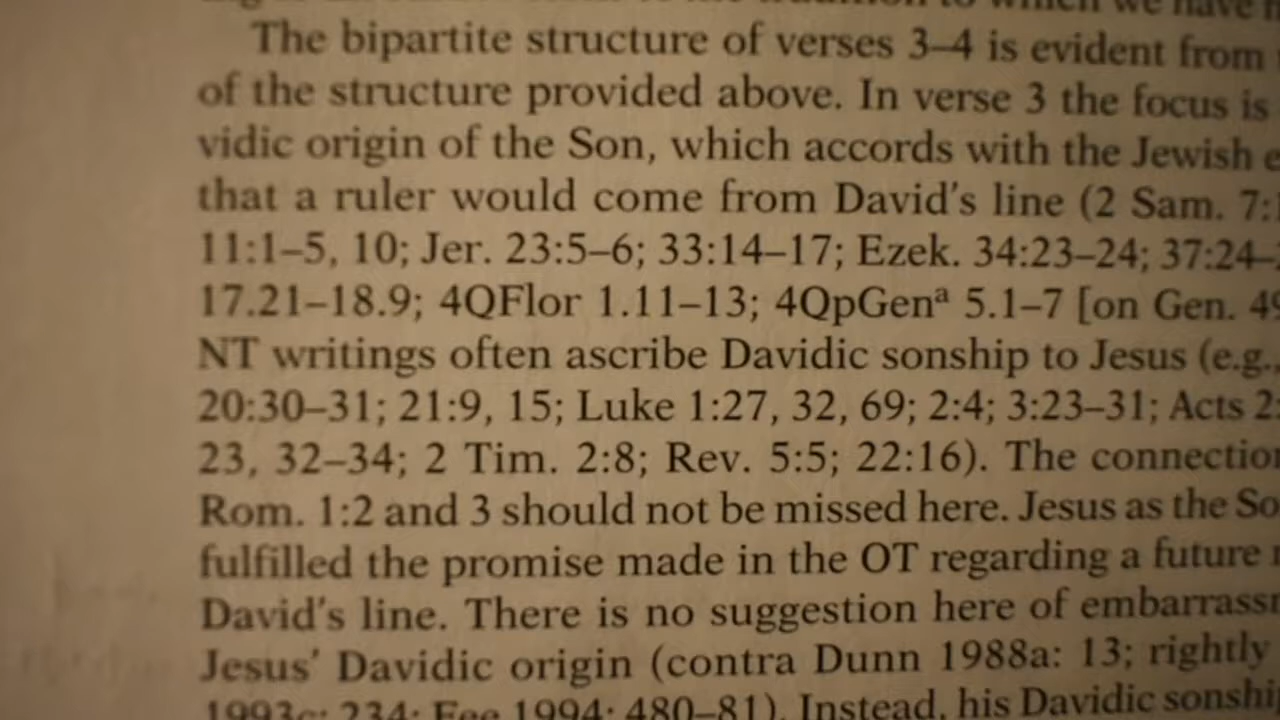 to which we have
The bipartite structure of verses 3–4 is evident from
of the structure provided above. In verse 3 the focus is
vidic origin of the Son, which accords with the Jewish
that a ruler would come from David's line (2 Sam. 7:
11:1–5, 10; Jer. 23:5–6; 33:14–17; Ezek. 34:23–24; 37:24–
17.21–18.9; 4QFlor 1.11–13; 4QpGenᵃ 5.1–7 [on Gen. 49
NT writings often ascribe Davidic sonship to Jesus (e.g.,
20:30–31; 21:9, 15; Luke 1:27, 32, 69; 2:4; 3:23–31; Acts 2:
23, 32–34; 2 Tim. 2:8; Rev. 5:5; 22:16). The connection
Rom. 1:2 and 3 should not be missed here. Jesus as the So
fulfilled the promise made in the OT regarding a future
David's line. There is no suggestion here of embarrass
Jesus' Davidic origin (contra Dunn 1988a: 13; rightly
1993c: 234; Fee 1994: 480–81). Instead, his Davidic sonshi